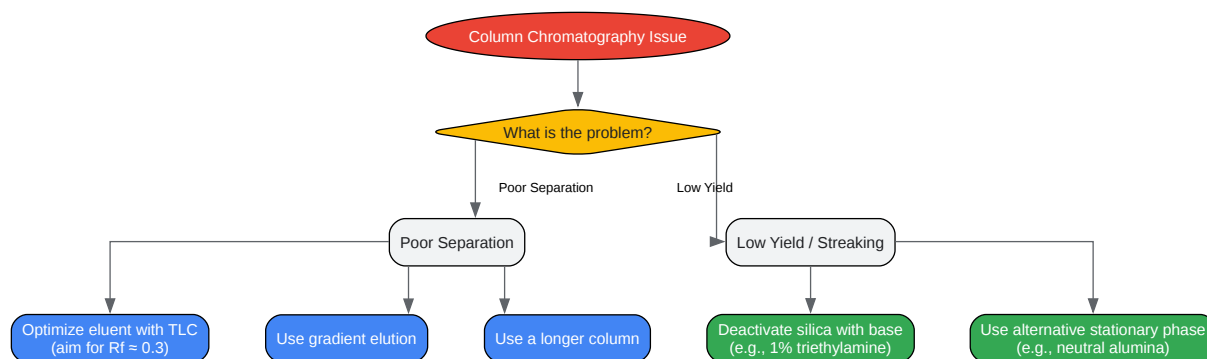 Column Chromatography Issue
What is the problem?
Poor Separation
Low Yield
Poor Separation
Low Yield / Streaking
Optimize eluent with TLC
(aim for Rf ≈ 0.3)
Use gradient elution
Use a longer column
Deactivate silica with base
(e.g., 1% triethylamine)
Use alternative stationary phase
(e.g., neutral alumina)